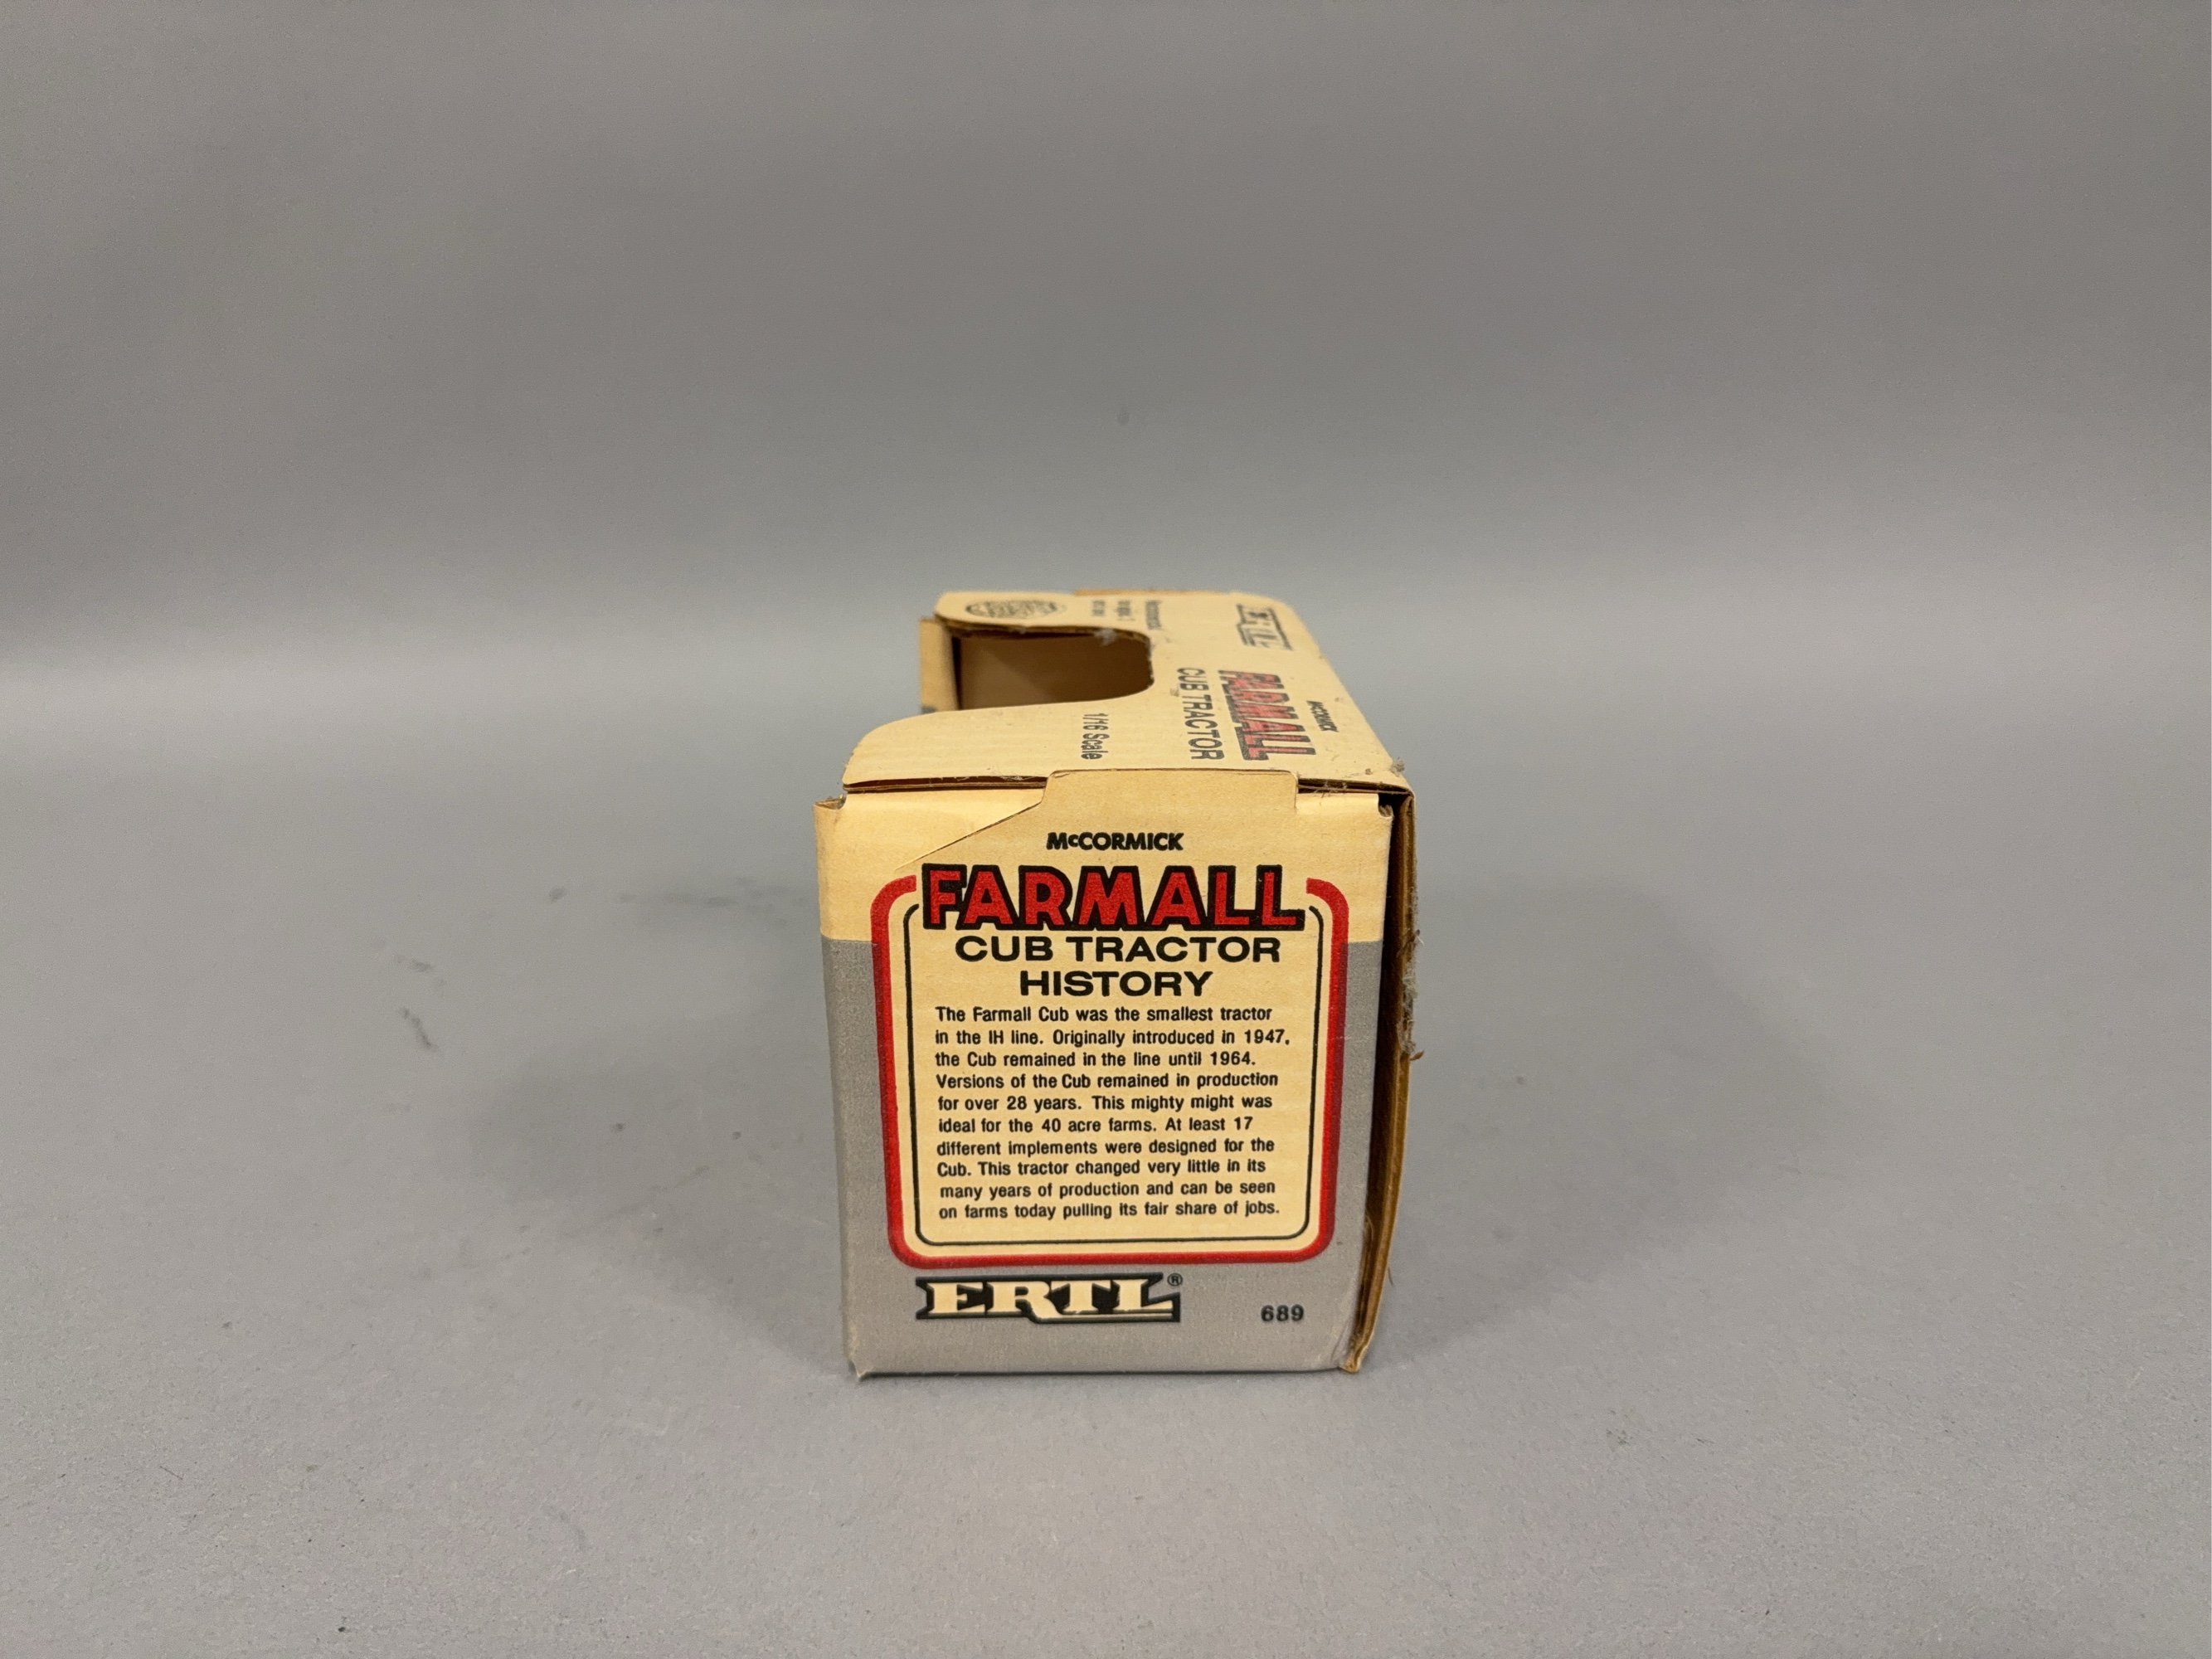 ERTL
McCORMICK
FARMALL
CUB TRACTOR
1/16 Scale
McCORMICK
FARMALL
CUB TRACTOR
HISTORY
The Farmall Cub was the smallest tractor
in the IH line. Originally introduced in 1947,
the Cub remained in the line until 1964.
Versions of the Cub remained in production
for over 28 years. This mighty might was
ideal for the 40 acre farms. At least 17
different implements were designed for the
Cub. This tractor changed very little in its
many years of production and can be seen
on farms today pulling its fair share of jobs.
ERTL®
689